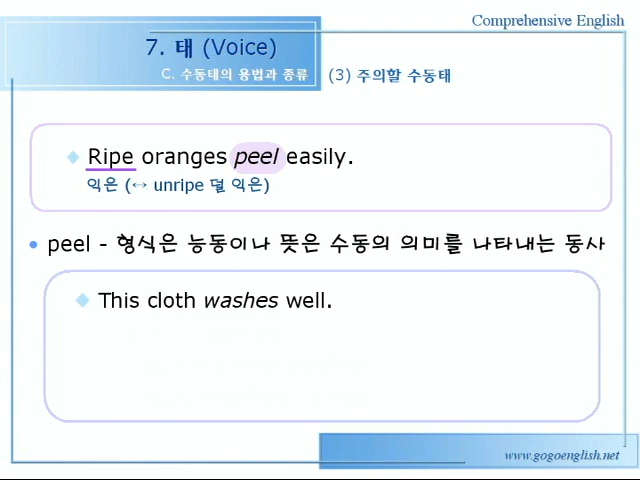 Comprehensive English
7. 태 (Voice)
C. 수동태의 용법과 종류 (3) 주의할 수동태
Ripe oranges peel easily.
익은 (↔ unripe 덜 익은)
peel - 형식은 능동이나 뜻은 수동의 의미를 나타내는 동사
This cloth washes well.
www.gogoenglish.net